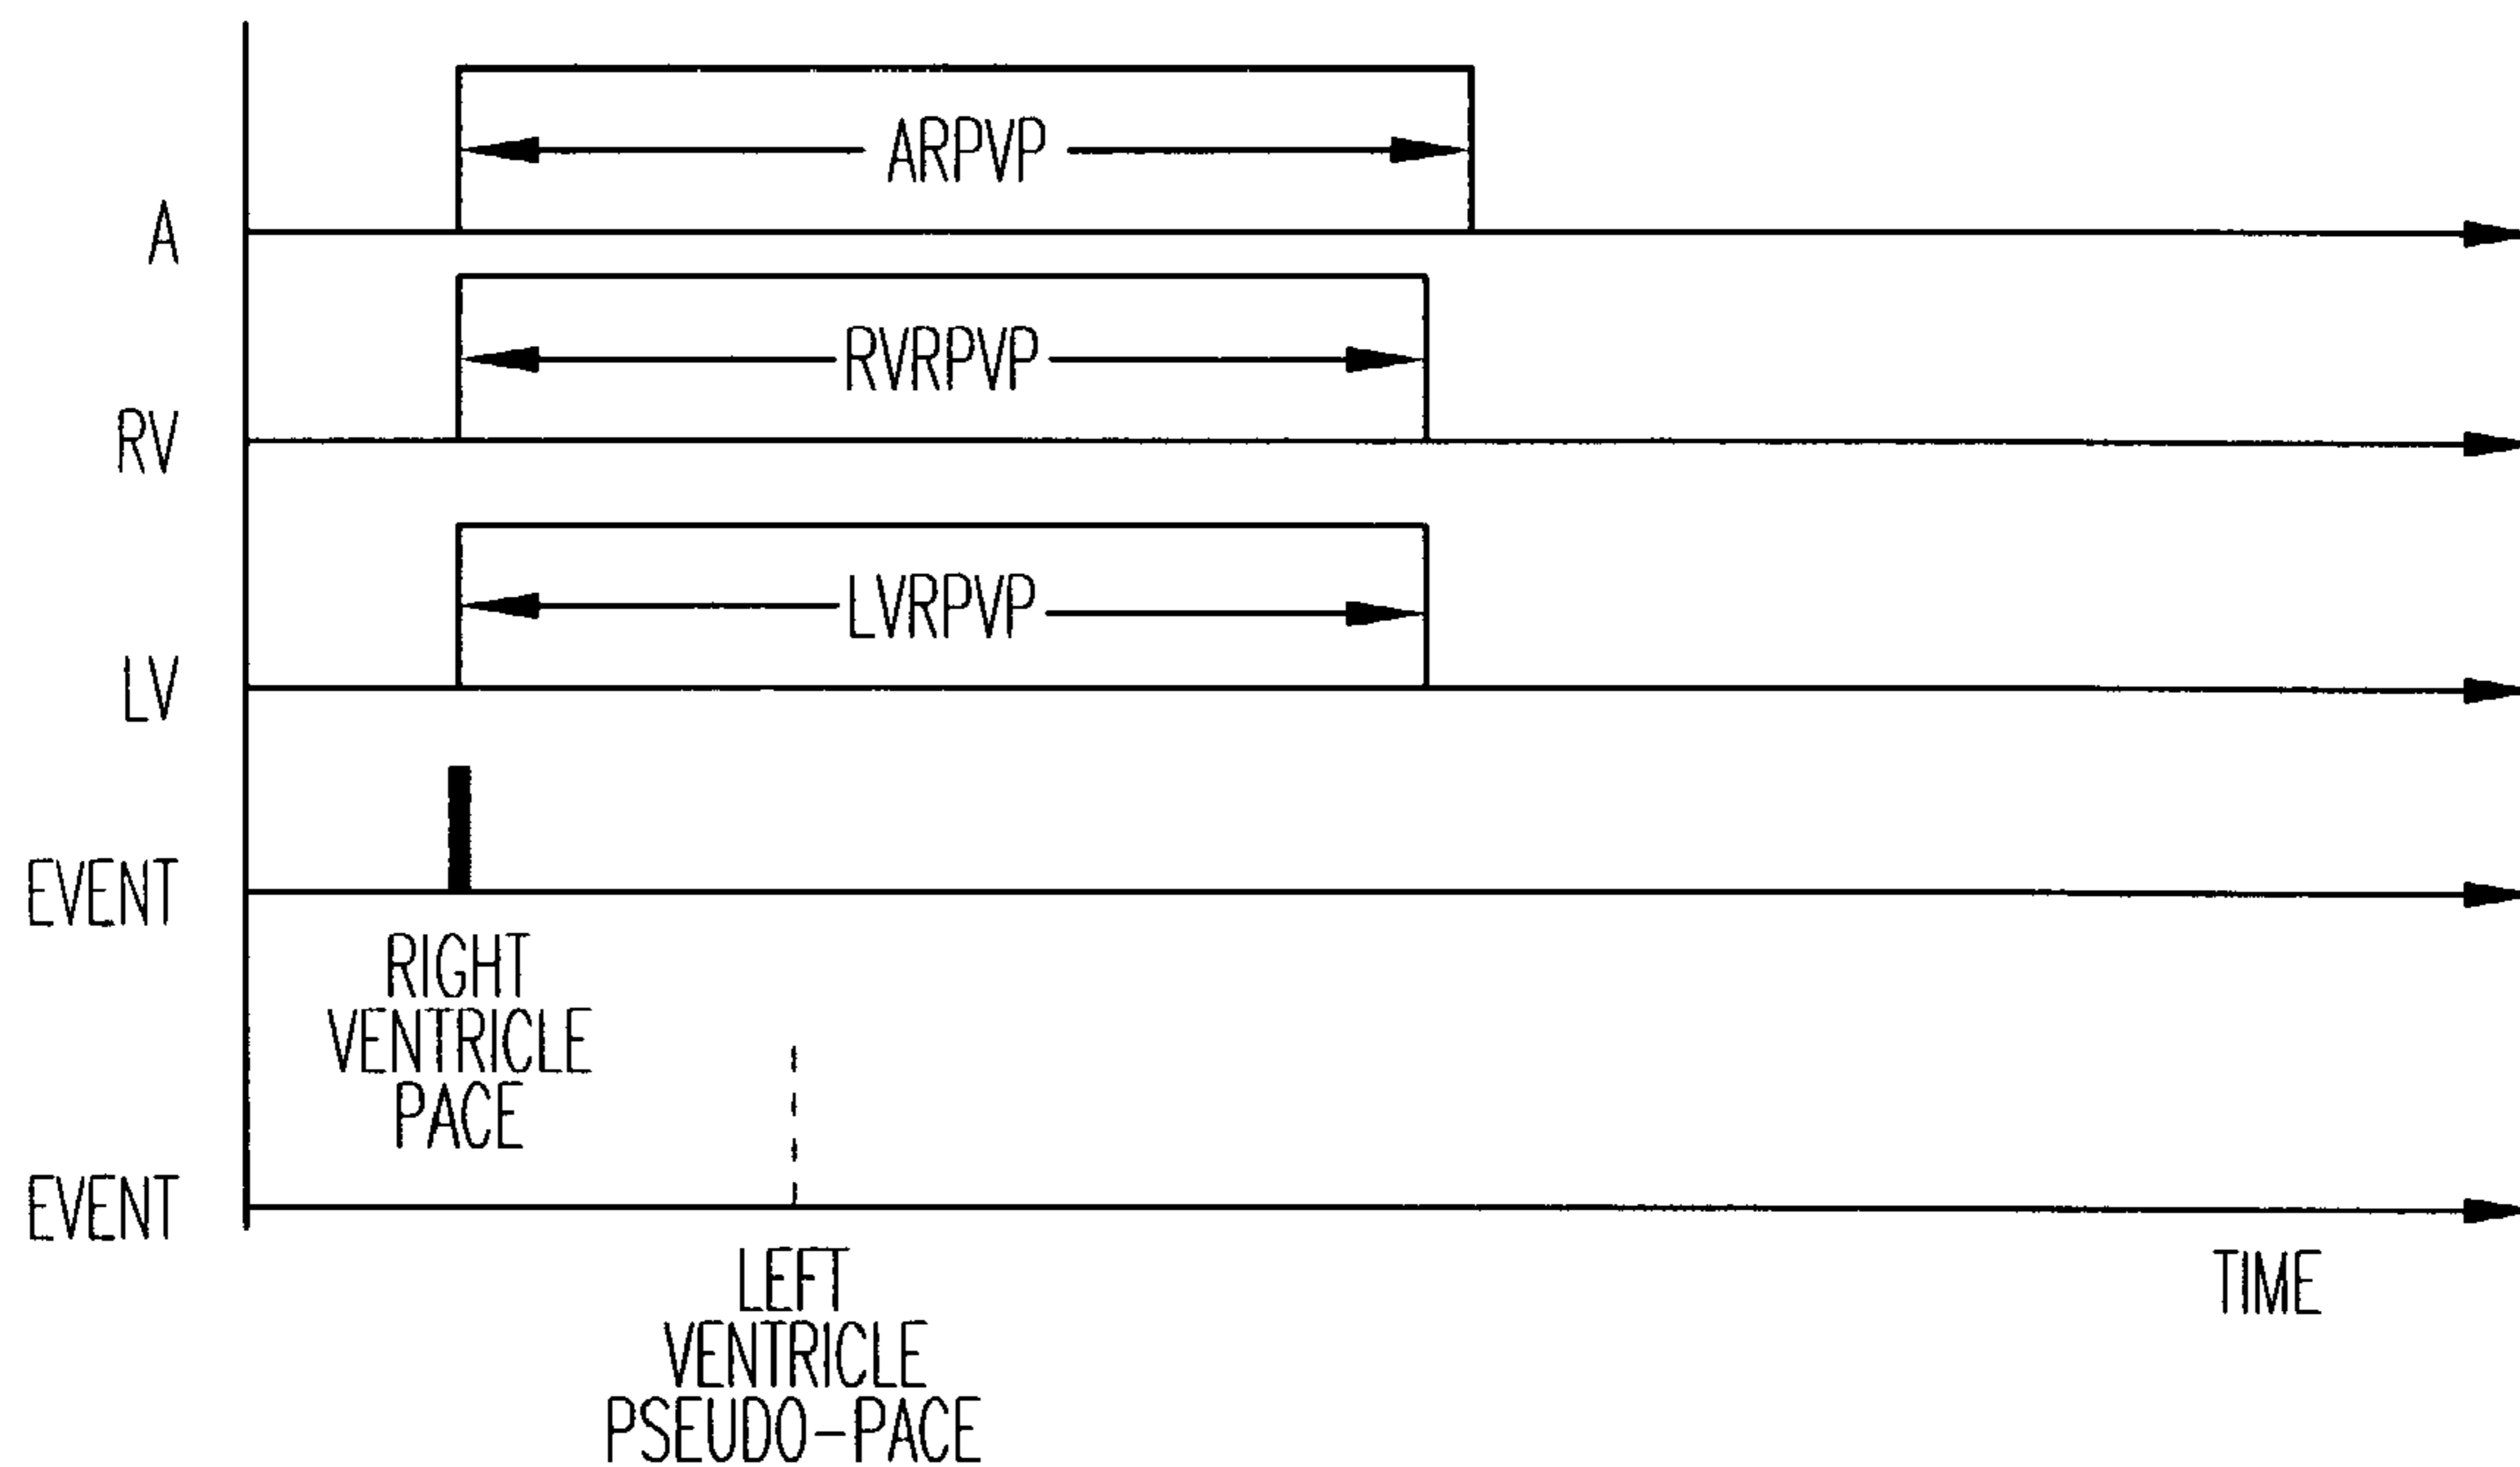 ARPVP
A
RVRPVP
RV
LVRPVP
LV
EVENT
RIGHT
VENTRICLE
PACE
EVENT
LEFT
VENTRICLE
PSEUDO-PACE
TIME